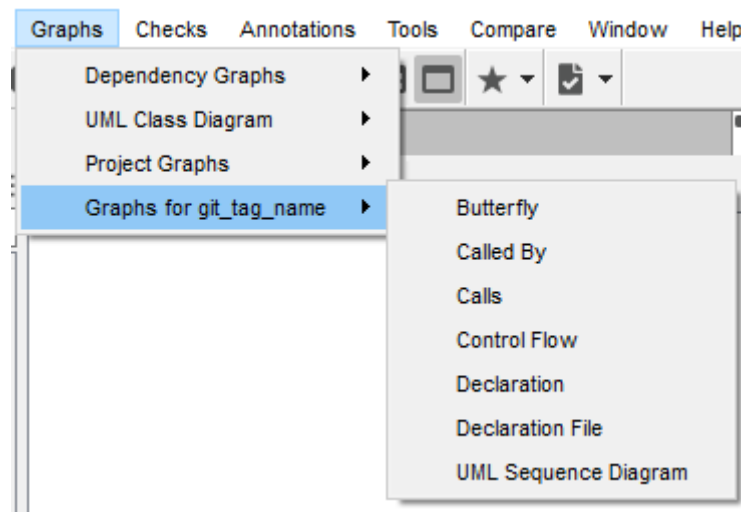 Graphs Checks Annotations Tools Compare Window Help
Dependency Graphs
UML Class Diagram
Project Graphs
Graphs for git_tag_name
Butterfly
Called By
Calls
Control Flow
Declaration
Declaration File
UML Sequence Diagram